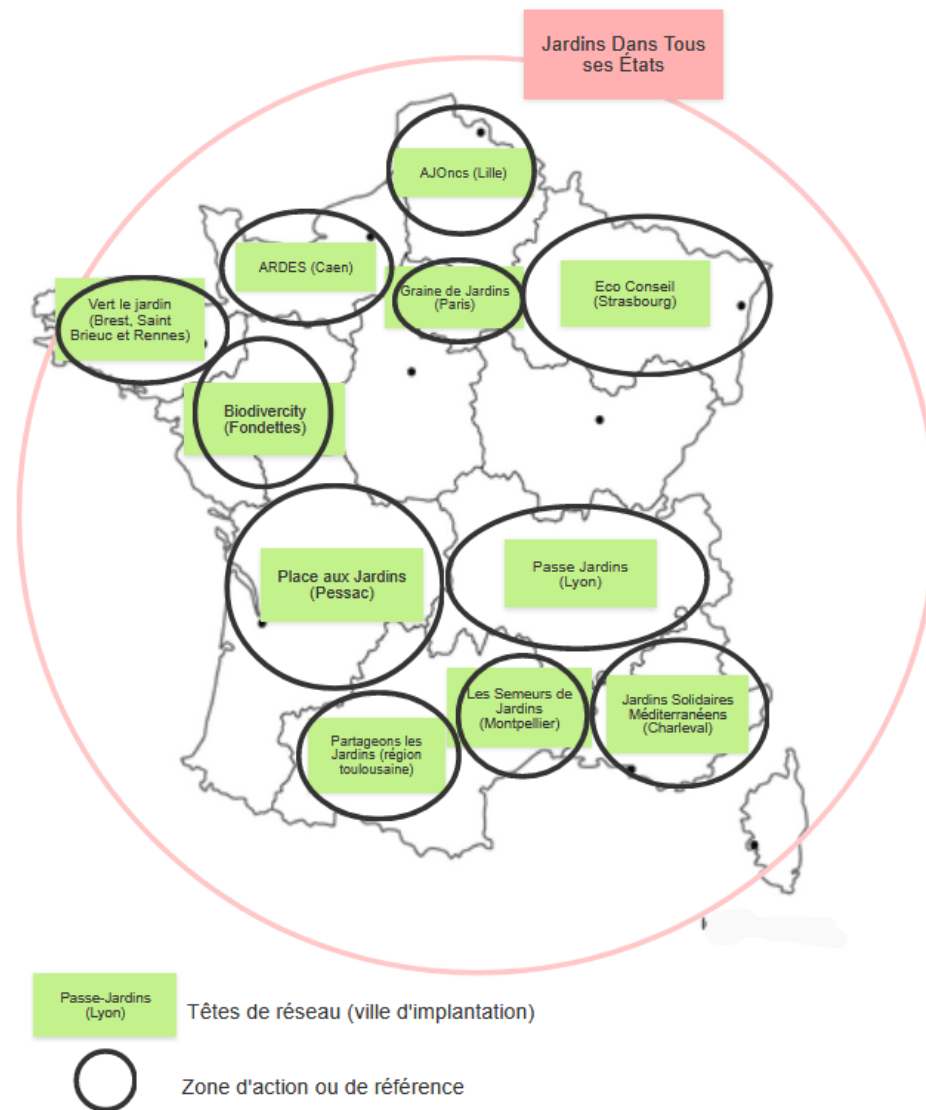 Jardins Dans Tous
ses États
AJOncs (Lille)
ARDES (Caen)
Graine de Jardins
(Paris)
Eco Conseil
(Strasbourg)
Vert le jardin
(Brest, Saint
Brieuc et Rennes)
Biodivercity
(Fondettes)
Place aux Jardins
(Pessac)
Passe Jardins
(Lyon)
Les Semeurs de
Jardins
(Montpellier)
Jardins Solidaires
Méditerranéens
(Charleval)
Partageons les
Jardins (région
toulousaine)
Passe-Jardins
(Lyon)
Têtes de réseau (ville d'implantation)
Zone d'action ou de référence